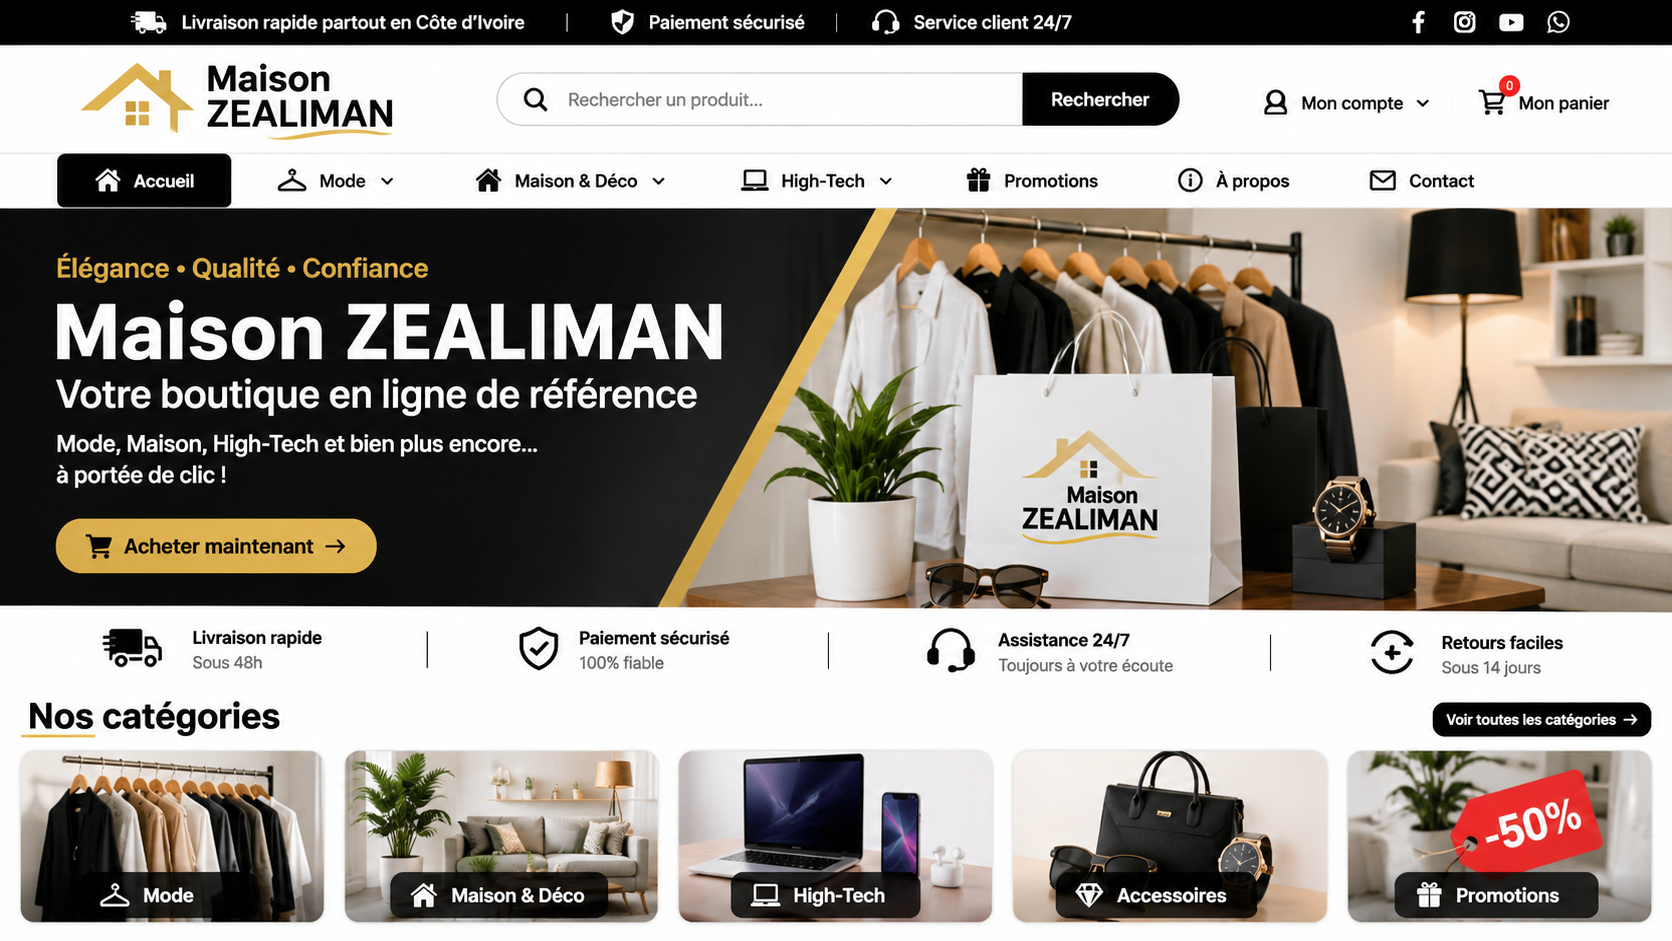 Livraison rapide partout en Côte d'Ivoire
Paiement sécurisé
Service client 24/7
Maison
ZEALIMAN
Rechercher un produit...
Rechercher
Mon compte
0
Mon panier
Accueil
Mode
Maison & Déco
High-Tech
Promotions
À propos
Contact
Élégance • Qualité • Confiance
Maison ZEALIMAN
Votre boutique en ligne de référence
Mode, Maison, High-Tech et bien plus encore...
à portée de clic !
Acheter maintenant →
Maison
ZEALIMAN
Livraison rapide
Sous 48h
Paiement sécurisé
100% fiable
Assistance 24/7
Toujours à votre écoute
Retours faciles
Sous 14 jours
Nos catégories
Voir toutes les catégories →
Mode
Maison & Déco
High-Tech
Accessoires
-50%
Promotions